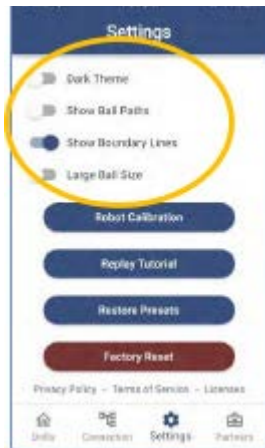 Settings
Dark Theme
Show Ball Paths
Show Boundary Lines
Large Ball Size
Robot Calibration
Replay Tutorial
Restore Presets
Factory Reset
Privacy Policy - Terms of Service - Licenses
Drills Connection Settings Partners